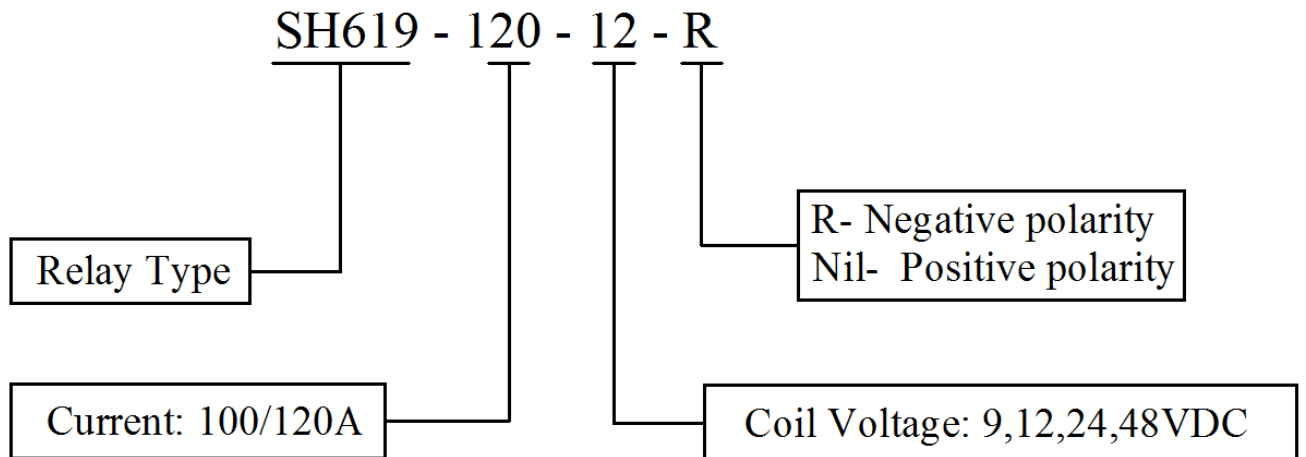 SH619 - 120 - 12 - R
R- Negative polarity
Nil- Positive polarity
Relay Type
Current: 100/120A
Coil Voltage: 9,12,24,48VDC